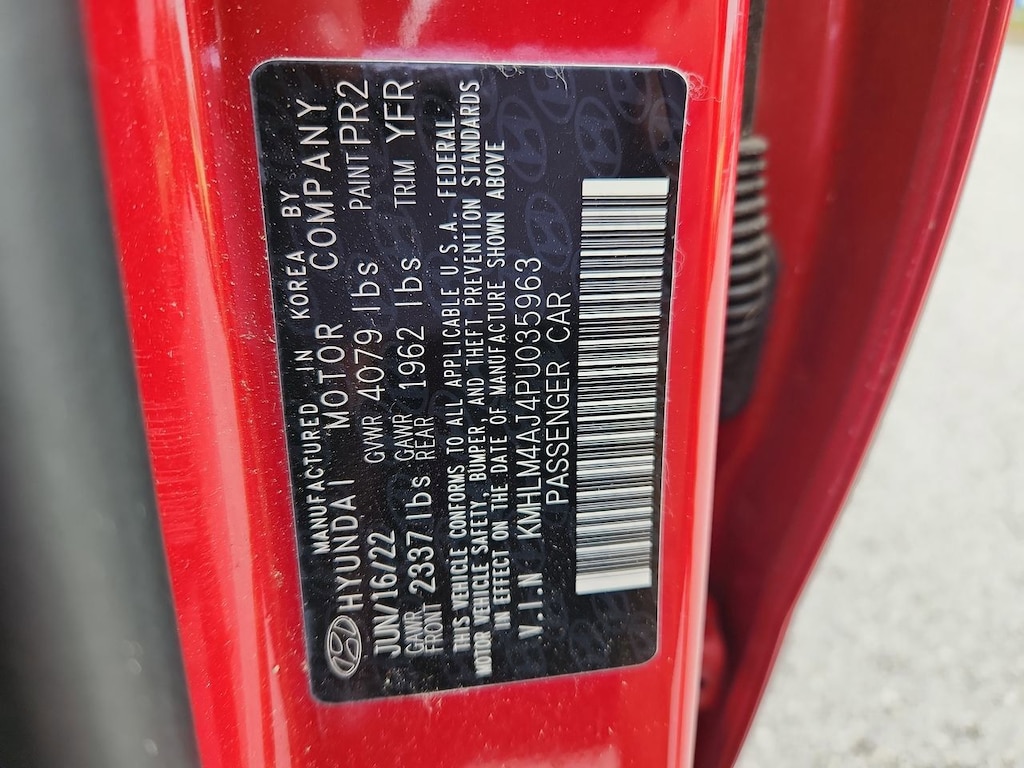 MANUFACTURED IN KOREA BY
HYUNDAI MOTOR COMPANY
JUN/16/22 GVWR 4079 lbs PAINT PR2
GAWR FRONT 2337 lbs GAWR REAR 1962 lbs TRIM YFR
THIS VEHICLE CONFORMS TO ALL APPLICABLE U.S.A. FEDERAL
MOTOR VEHICLE SAFETY, BUMPER, AND THEFT PREVENTION STANDARDS
IN EFFECT ON THE DATE OF MANUFACTURE SHOWN ABOVE
V.I.N KMHLM4AJ4PU035963
PASSENGER CAR